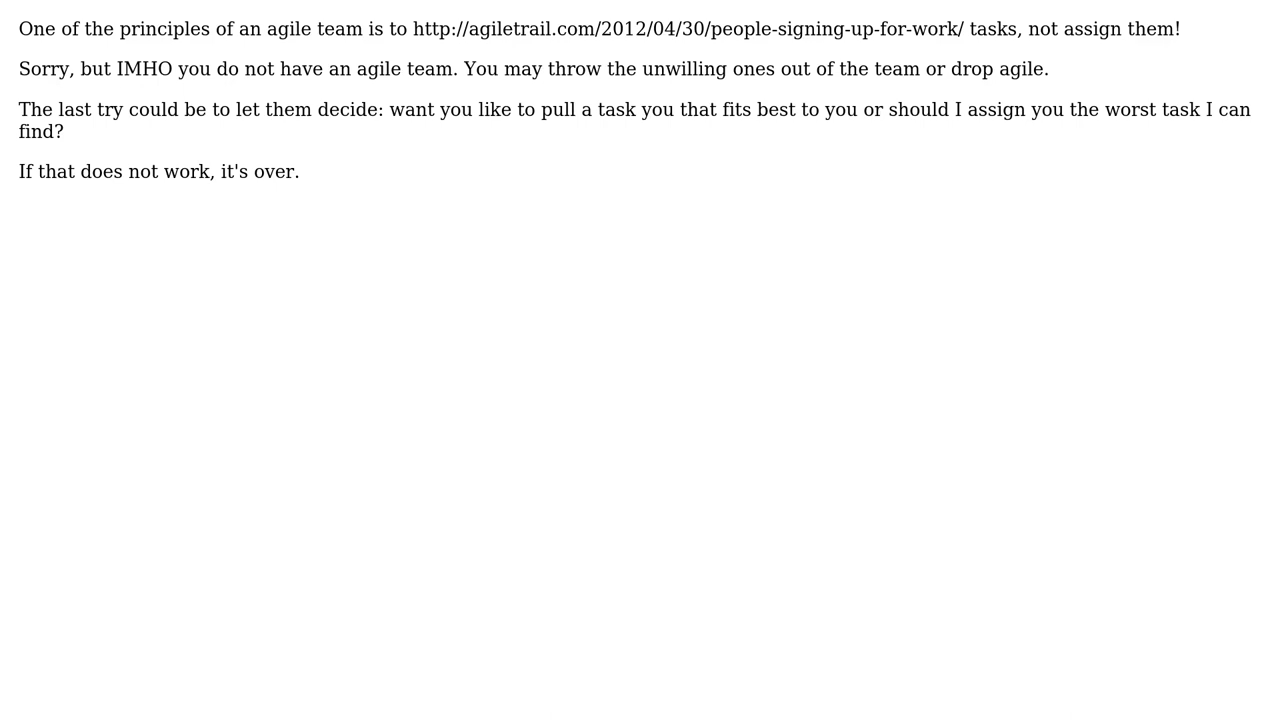 One of the principles of an agile team is to http://agiletrail.com/2012/04/30/people-signing-up-for-work/ tasks, not assign them!
Sorry, but IMHO you do not have an agile team. You may throw the unwilling ones out of the team or drop agile.
The last try could be to let them decide: want you like to pull a task you that fits best to you or should I assign you the worst task I can
find?
If that does not work, it's over.